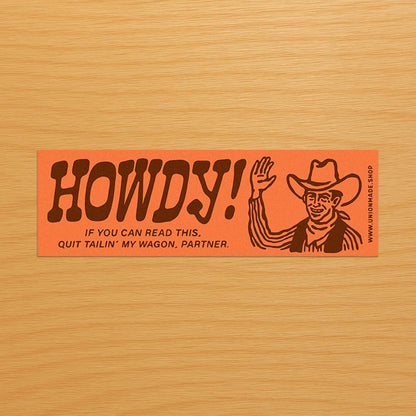 HOWDY!
IF YOU CAN READ THIS,
QUIT TAILIN' MY WAGON, PARTNER.
WWW.UNIONMADE.SHOP